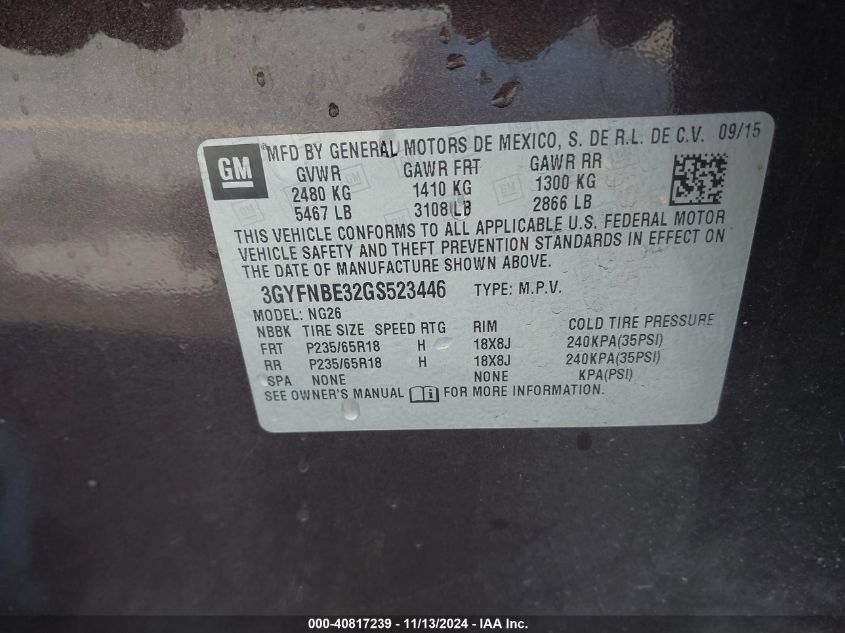 GM
®MFD BY GENERAL MOTORS DE MEXICO, S. DE R.L. DE C.V. 09/15
GVWR GAWR FRT GAWR RR
2480 KG 1410 KG 1300 KG
5467 LB 3108 LB 2866 LB
THIS VEHICLE CONFORMS TO ALL APPLICABLE U.S. FEDERAL MOTOR
VEHICLE SAFETY AND THEFT PREVENTION STANDARDS IN EFFECT ON
THE DATE OF MANUFACTURE SHOWN ABOVE.
3GYFNBE32GS523446 TYPE: M.P.V.
MODEL: NG26
NBBK TIRE SIZE SPEED RTG RIM COLD TIRE PRESSURE
FRT P235/65R18 H 18X8J 240KPA(35PSI)
RR P235/65R18 H 18X8J 240KPA(35PSI)
SPA NONE NONE KPA(PSI)
SEE OWNER'S MANUAL FOR MORE INFORMATION.
000-40817239 - 11/13/2024 - IAA Inc.